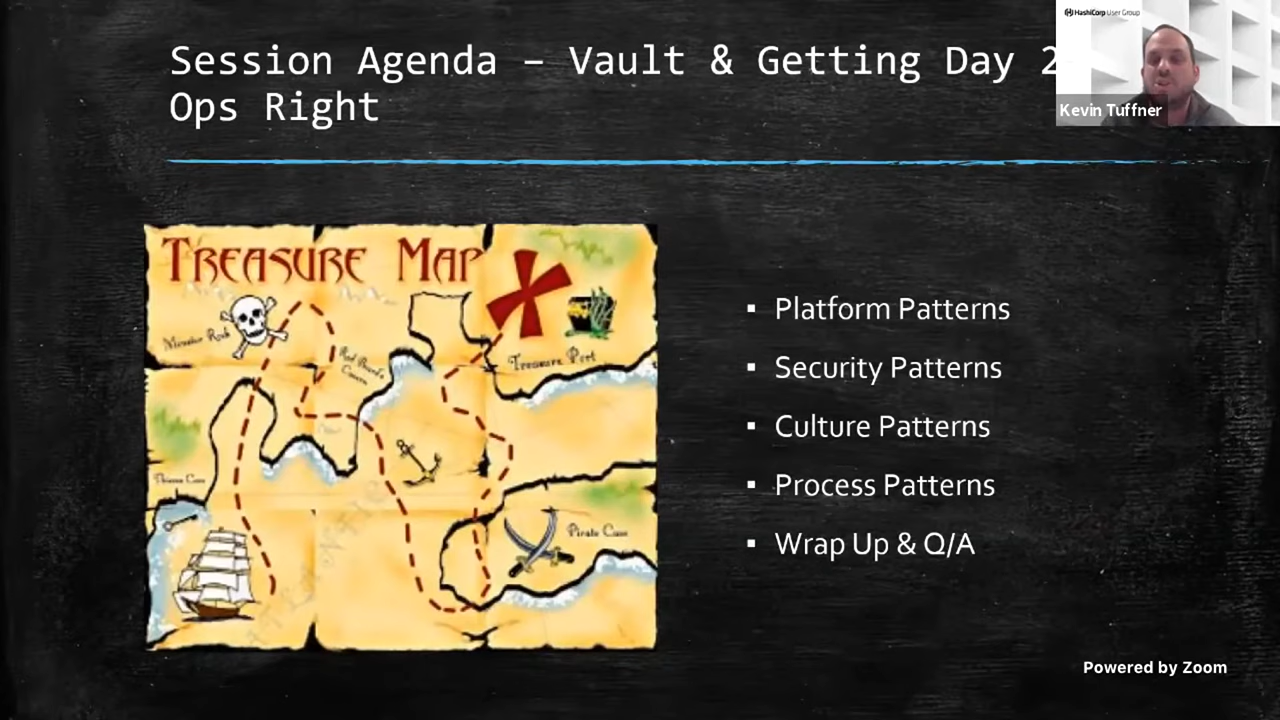 Session Agenda – Vault & Getting Day 2
Ops Right
HashiCorp User Group
Kevin Tuffner
TREASURE MAP
Treasure Port
▪ Platform Patterns
▪ Security Patterns
▪ Culture Patterns
▪ Process Patterns
▪ Wrap Up & Q/A
Pirate Cave
Powered by Zoom